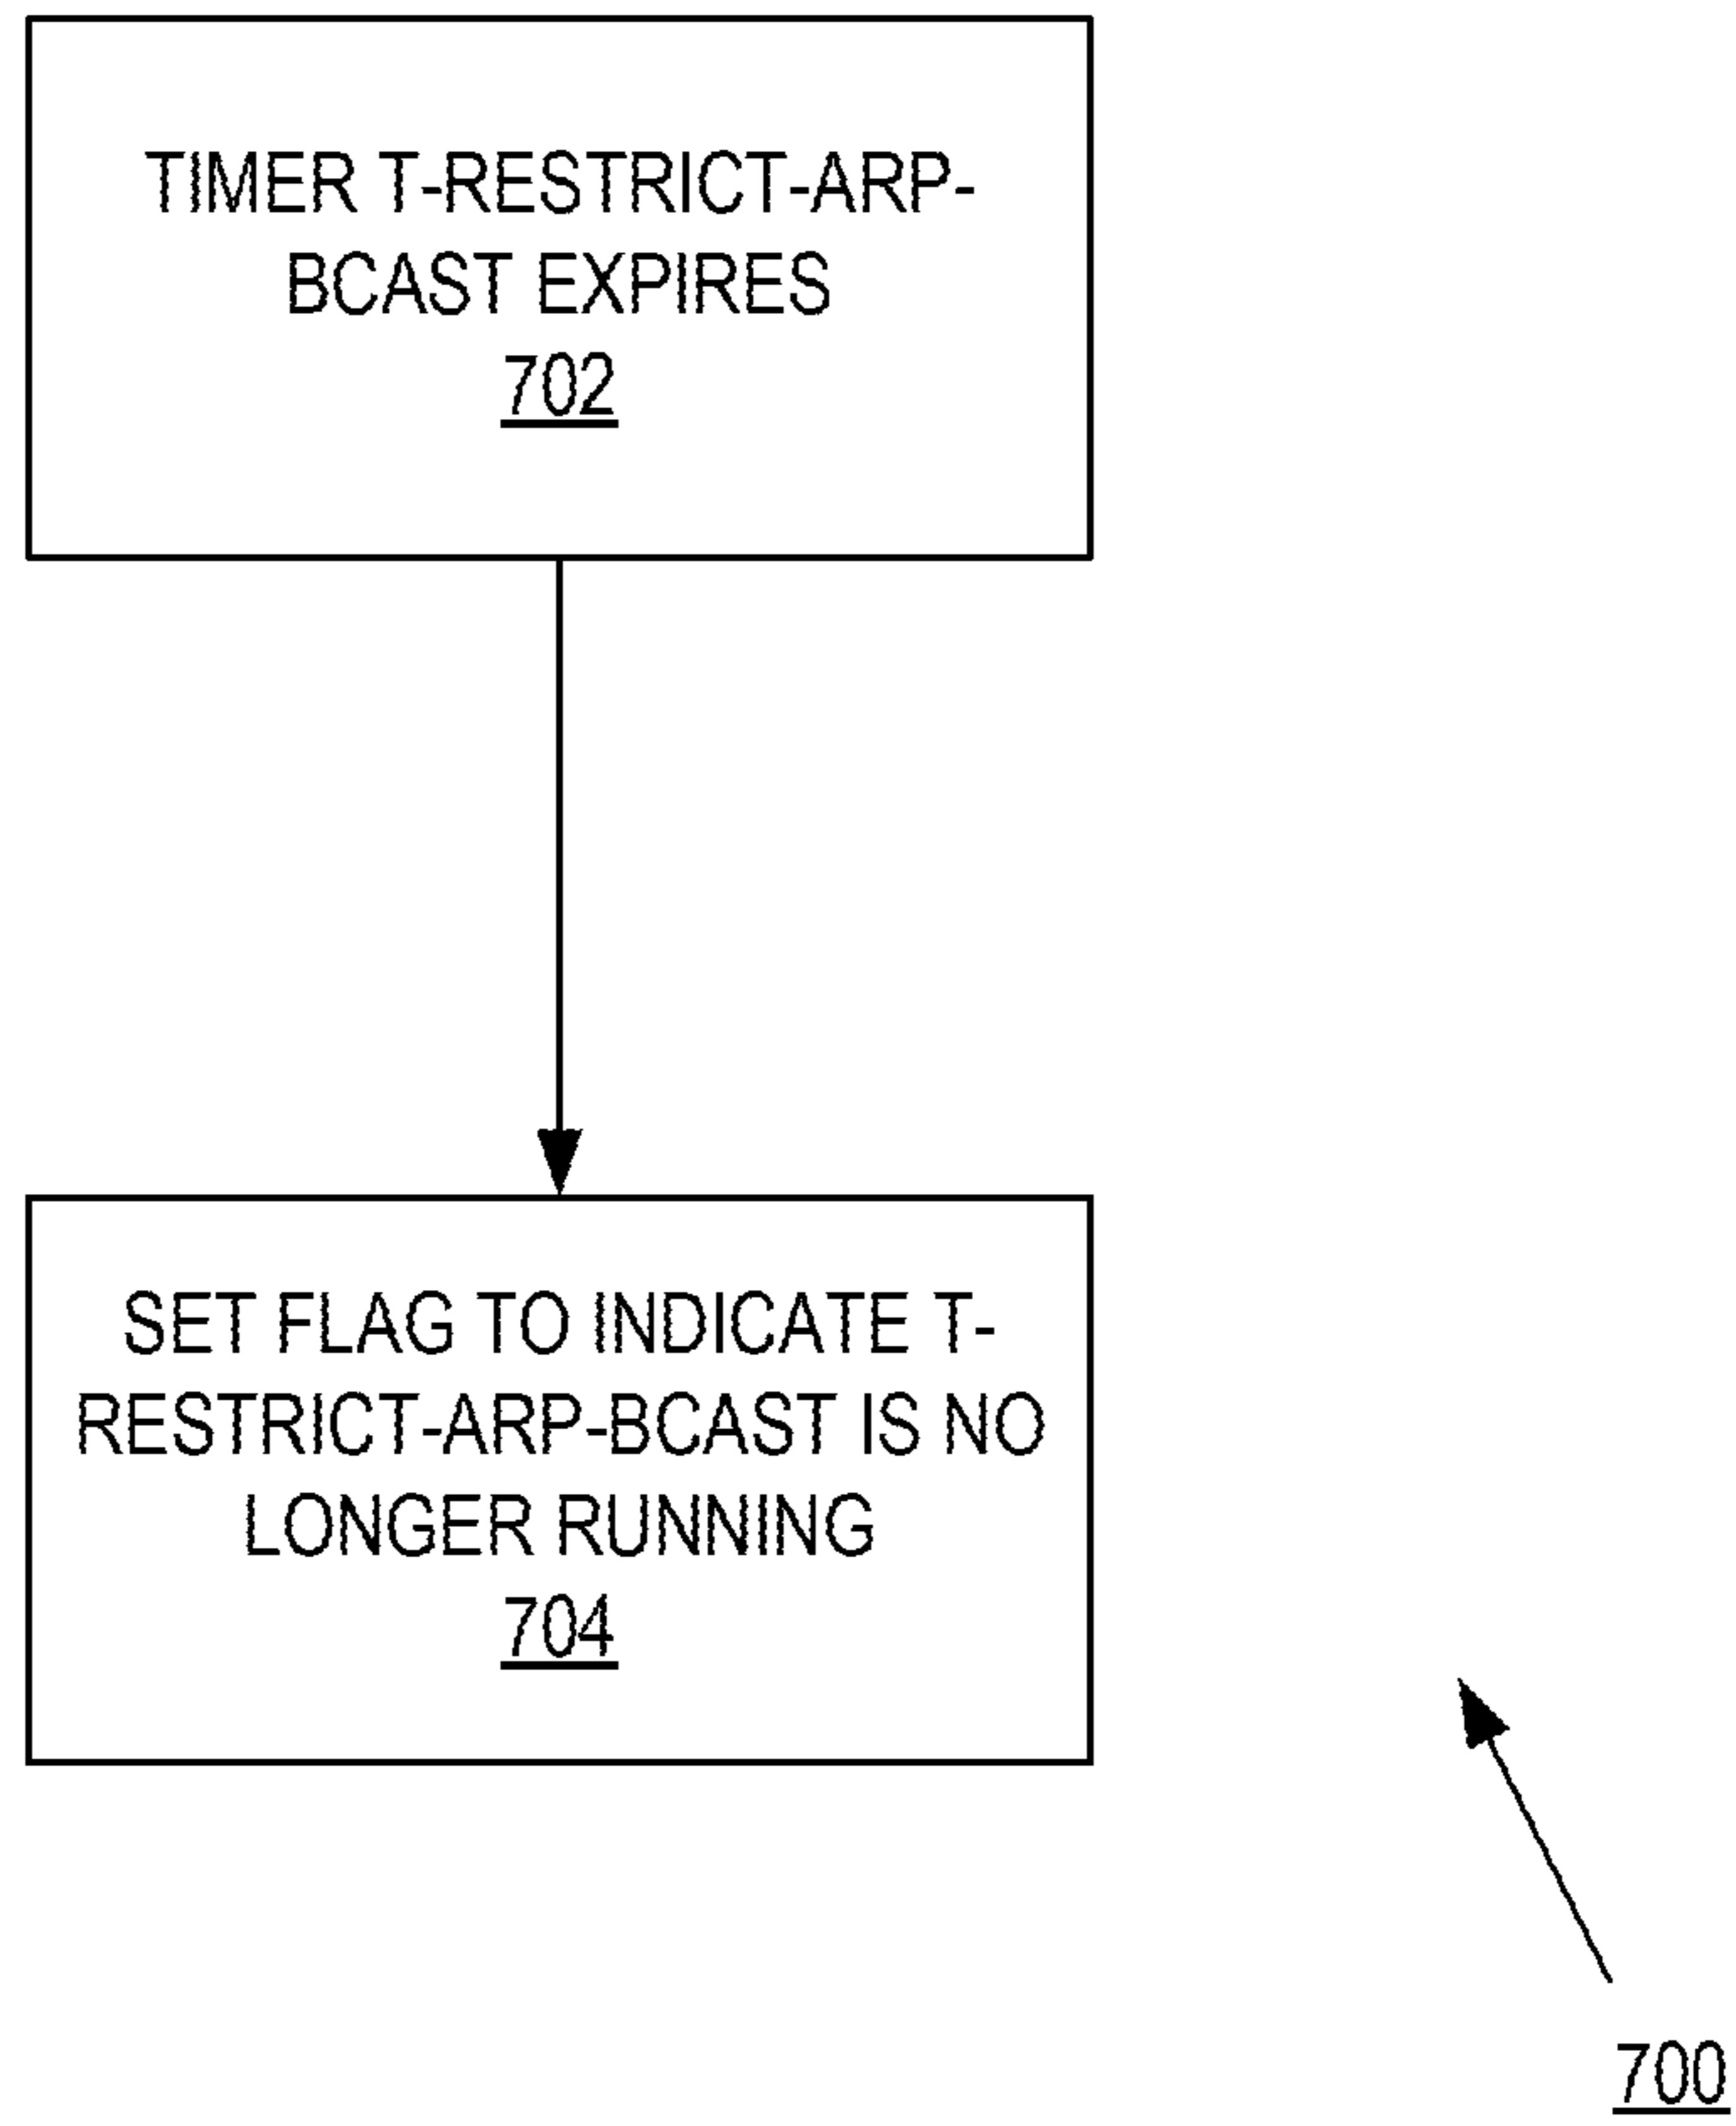 TIMER T-RESTRICT-ARP-
BCAST EXPIRES
702
SET FLAG TO INDICATE T-
RESTRICT-ARP-BCAST IS NO
LONGER RUNNING
704
700